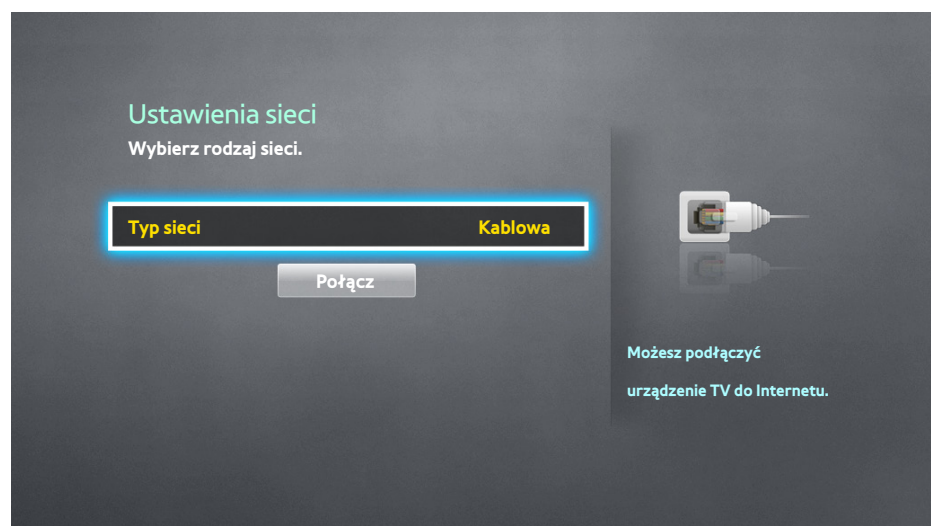 Ustawienia sieci
Wybierz rodzaj sieci.
Typ sieci Kablowa
Połącz
Możesz podłączyć
urządzenie TV do Internetu.